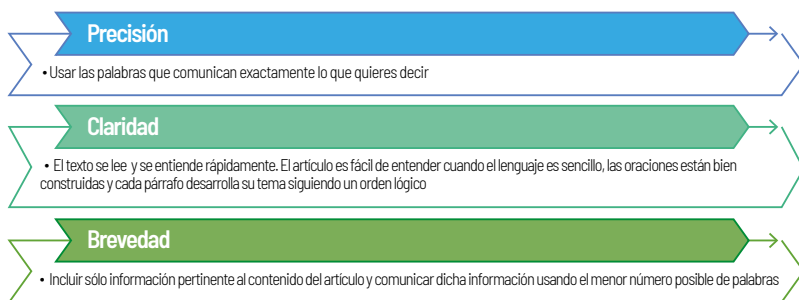 Precisión
• Usar las palabras que comunican exactamente lo que quieres decir
Claridad
• El texto se lee y se entiende rápidamente. El artículo es fácil de entender cuando el lenguaje es sencillo, las oraciones están bien
construidas y cada párrafo desarrolla su tema siguiendo un orden lógico
Brevedad
• Incluir sólo información pertinente al contenido del artículo y comunicar dicha información usando el menor número posible de palabras